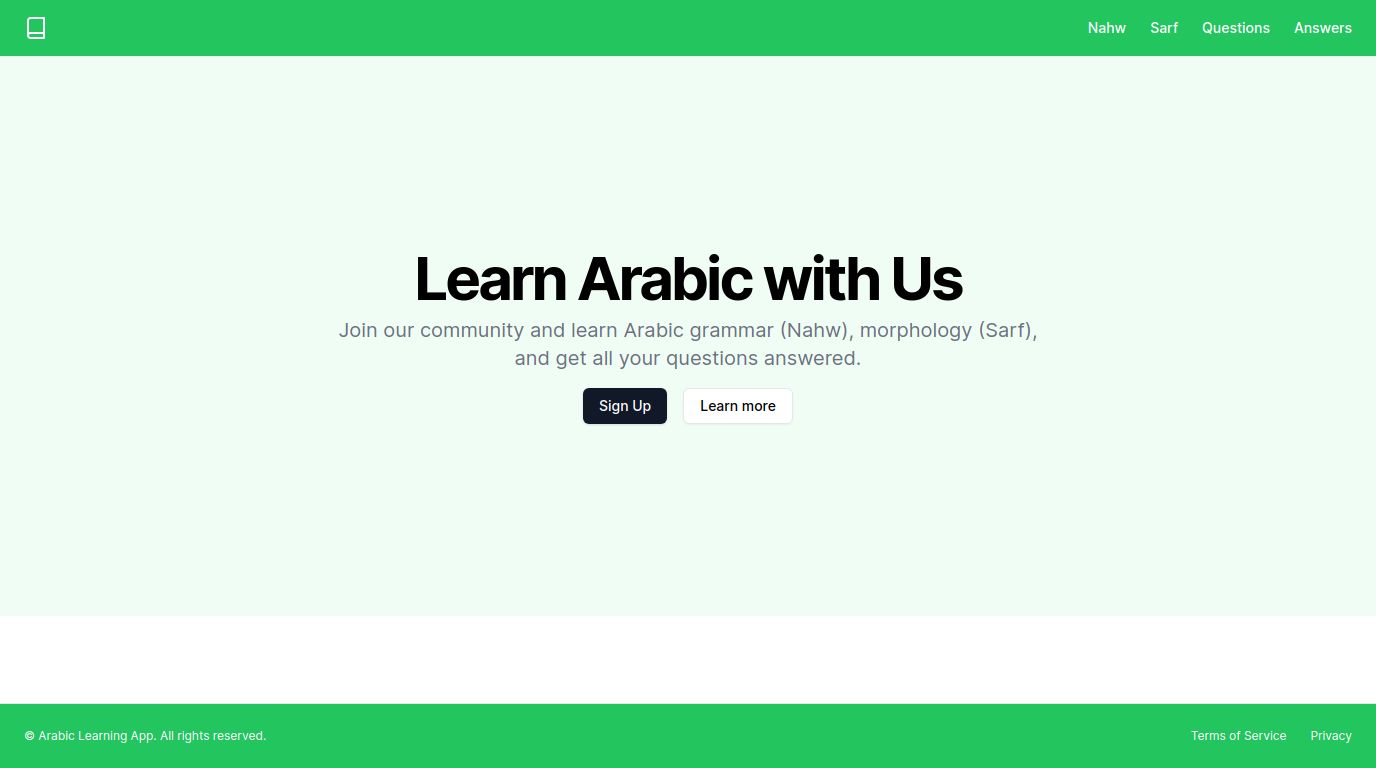 Nahw
Sarf
Questions
Answers
Learn Arabic with Us
Join our community and learn Arabic grammar (Nahw), morphology (Sarf),
and get all your questions answered.
Sign Up
Learn more
© Arabic Learning App. All rights reserved.
Terms of Service
Privacy